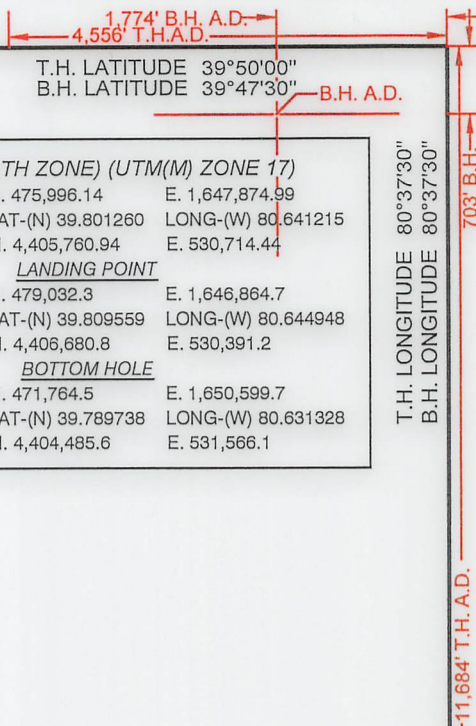 1,774' B.H. A.D.
4,556' T.H.A.D.
T.H. LATITUDE 39°50'00"
B.H. LATITUDE 39°47'30"
B.H. A.D.
TH ZONE) (UTM(M) ZONE 17)
. 475,996.14 E. 1,647,874.99
AT-(N) 39.801260 LONG-(W) 80.641215
. 4,405,760.94 E. 530,714.44
LANDING POINT
. 479,032.3 E. 1,646,864.7
AT-(N) 39.809559 LONG-(W) 80.644948
. 4,406,680.8 E. 530,391.2
BOTTOM HOLE
. 471,764.5 E. 1,650,599.7
AT-(N) 39.789738 LONG-(W) 80.631328
. 4,404,485.6 E. 531,566.1
T.H. LONGITUDE 80°37'30"
B.H. LONGITUDE 80°37'30"
703' B.H.
11,684' T.H. A.D.